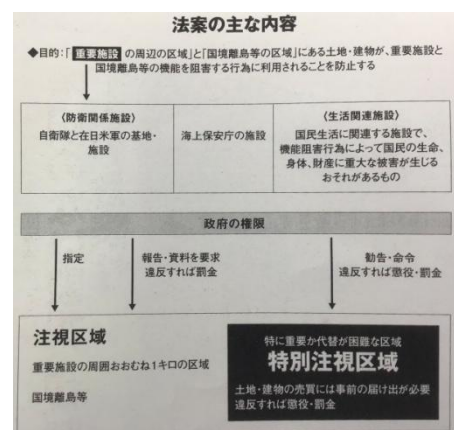 法案の主な内容
◆目的:「重要施設の周辺の区域」と「国境離島等の区域」にある土地・建物が、重要施設と
国境離島等の機能を阻害する行為に利用されることを防止する
〈防衛関係施設〉
自衛隊と在日米軍の基地・
施設
海上保安庁の施設
〈生活関連施設〉
国民生活に関連する施設で、
機能阻害行為によって国民の生命、
身体、財産に重大な被害が生じる
おそれがあるもの
政府の権限
指定
報告・資料を要求
違反すれば罰金
勧告・命令
違反すれば懲役・罰金
注視区域
重要施設の周囲おおむね1キロの区域
国境離島等
特に重要か代替が困難な区域
特別注視区域
土地・建物の売買には事前の届け出が必要
違反すれば懲役・罰金